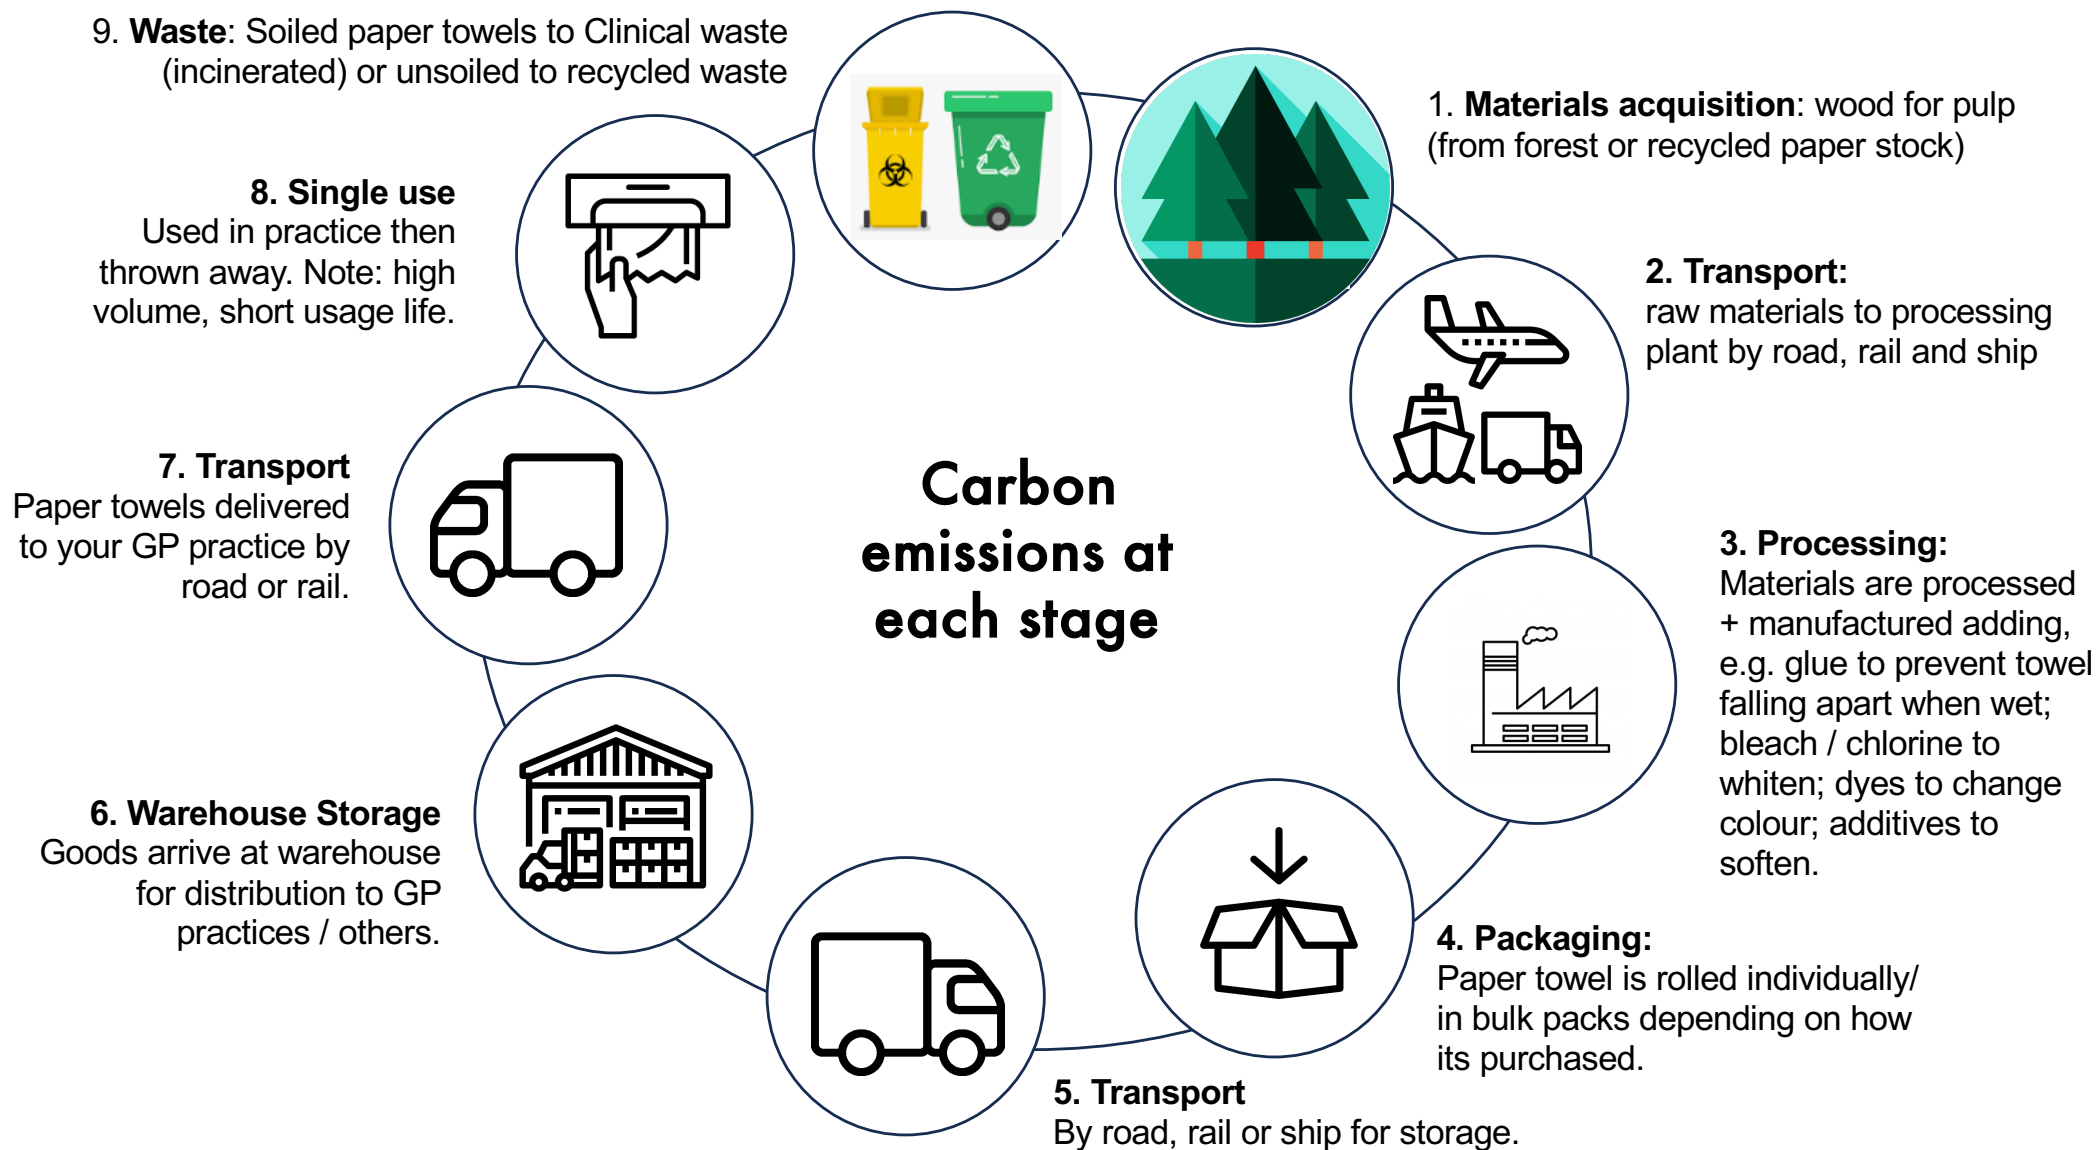 9. Waste: Soiled paper towels to Clinical waste
(incinerated) or unsoiled to recycled waste
1. Materials acquisition: wood for pulp
(from forest or recycled paper stock)
2. Transport:
raw materials to processing
plant by road, rail and ship
3. Processing:
Materials are processed
+ manufactured adding,
e.g. glue to prevent towel
falling apart when wet;
bleach / chlorine to
whiten; dyes to change
colour; additives to
soften.
4. Packaging:
Paper towel is rolled individually/
in bulk packs depending on how
its purchased.
5. Transport
By road, rail or ship for storage.
6. Warehouse Storage
Goods arrive at warehouse
for distribution to GP
practices / others.
7. Transport
Paper towels delivered
to your GP practice by
road or rail.
8. Single use
Used in practice then
thrown away. Note: high
volume, short usage life.
Carbon
emissions at
each stage